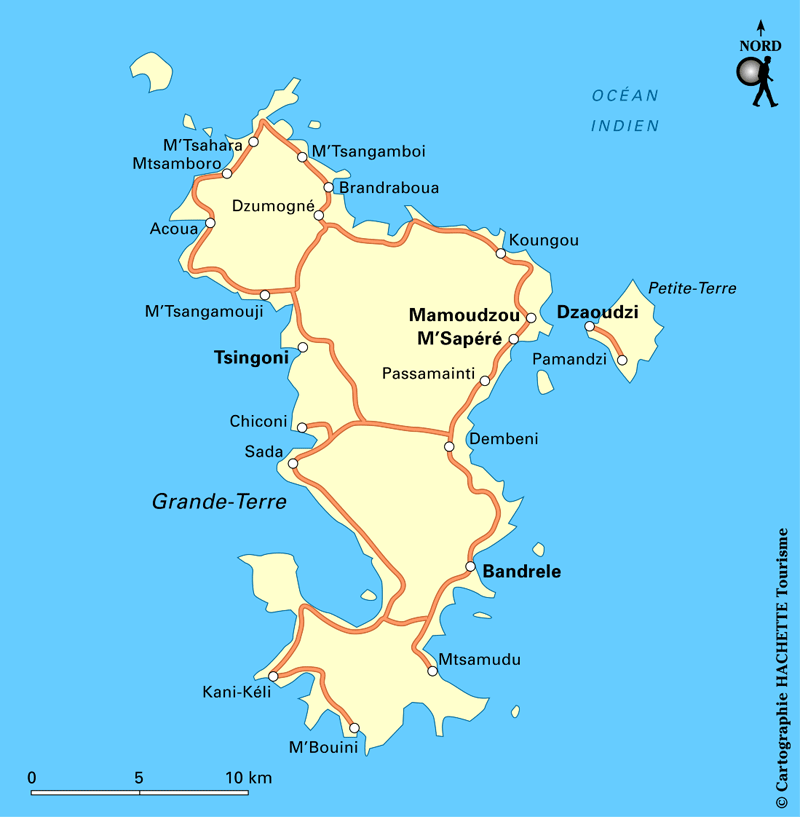 NORD
OCÉAN
INDIEN
M'Tsahara
M'Tsangamboi
Mtsamboro
Brandraboua
Dzumogné
Acoua
Koungou
Petite-Terre
M'Tsangamouji
Mamoudzou
Dzaoudzi
M'Sapéré
Tsingoni
Pamandzi
Passamainti
Chiconi
Dembeni
Sada
Grande-Terre
Bandrele
Mtsamudu
Kani-Kéli
M'Bouini
0 5 10 km
© Cartographie HACHETTE Tourisme